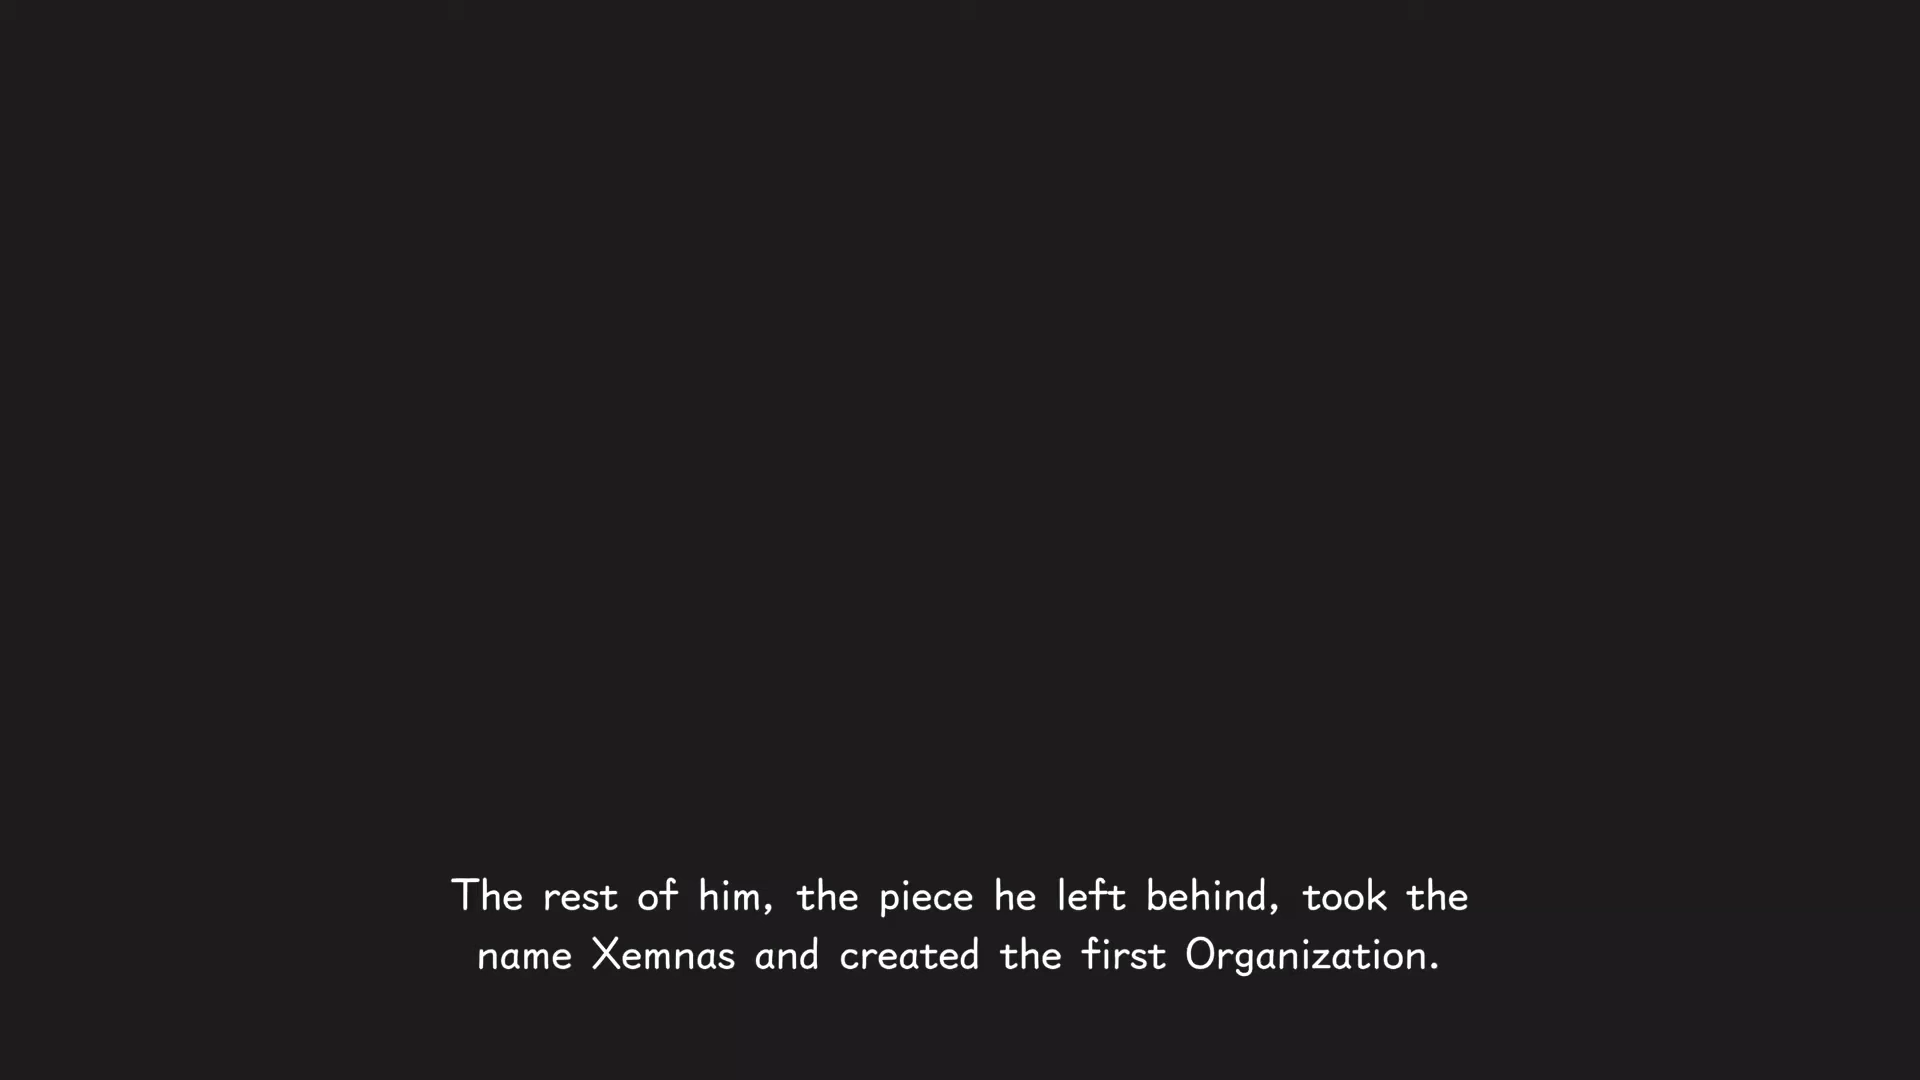 The rest of him, the piece he left behind, took the
name Xemnas and created the first Organization.